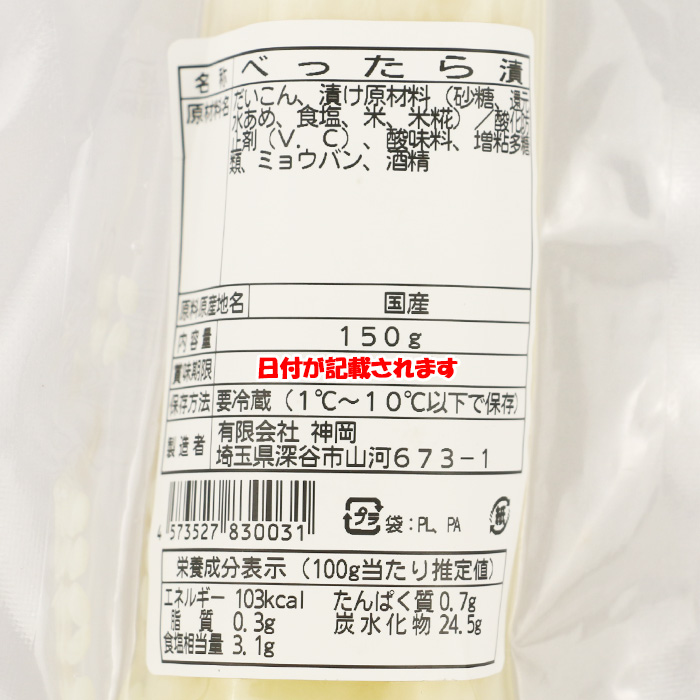 名称 べったら漬
原材料名 だいこん、漬け原材料（砂糖、還元
水あめ、食塩、米、米糀）／酸化防
止剤（V．C）、酸味料、増粘多糖
類、ミョウバン、酒精
原料原産地名 国産
内容量 150g
賞味期限 日付が記載されます
保存方法 要冷蔵（1℃～10℃以下で保存）
製造者 有限会社 神岡
埼玉県深谷市山河673-1
4 573527 830031
プラ 袋：PL、PA 紙
栄養成分表示（100g当たり推定値）
エネルギー 103kcal たんぱく質 0.7g
脂質 0.3g 炭水化物 24.5g
食塩相当量 3.1g